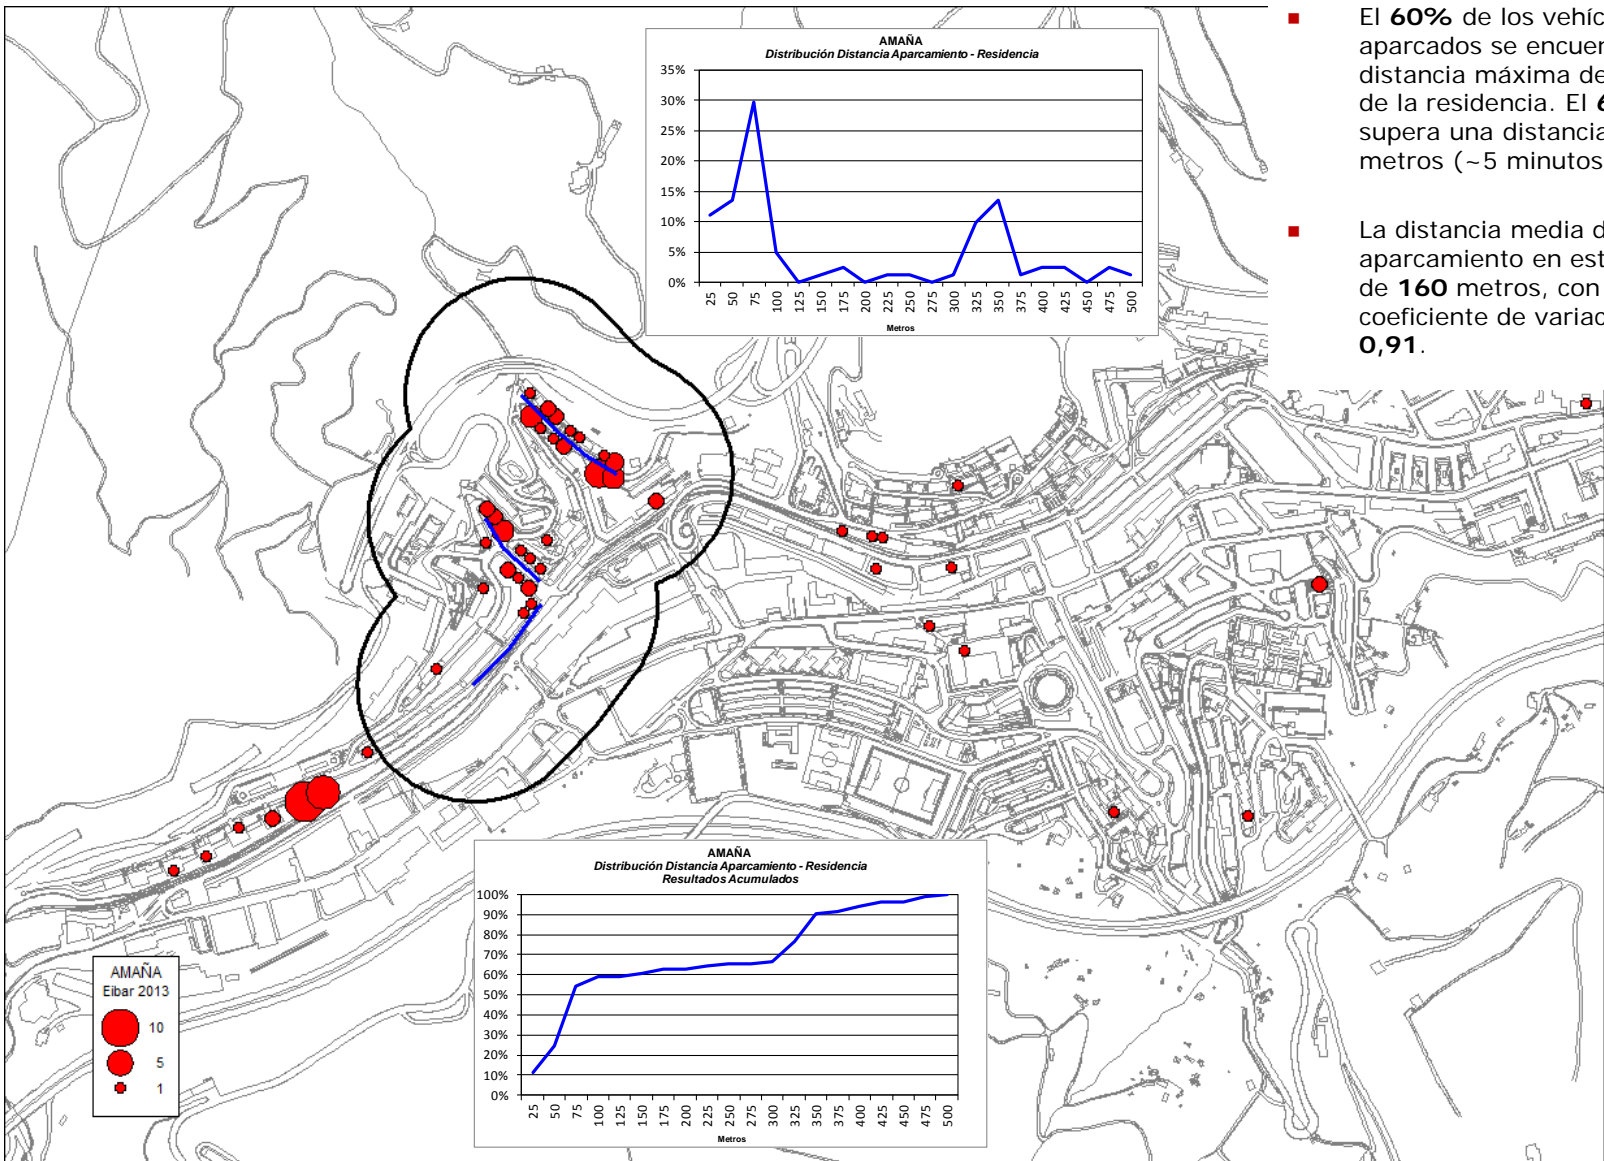 El 60% de los vehíc
aparcados se encuer
distancia máxima de
de la residencia. El 6
supera una distancia
metros (~5 minutos
La distancia media d
aparcamiento en est
de 160 metros, con
coeficiente de variac
0,91.
AMAÑA
Distribución Distancia Aparcamiento - Residencia
35%
30%
25%
20%
15%
10%
5%
0%
25 50 75 100 125 150 175 200 225 250 275 300 325 350 375 400 425 450 475 500
Metros
AMAÑA
Distribución Distancia Aparcamiento - Residencia
Resultados Acumulados
100%
90%
80%
70%
60%
50%
40%
30%
20%
10%
0%
25 50 75 100 125 150 175 200 225 250 275 300 325 350 375 400 425 450 475 500
Metros
AMAÑA
Eibar 2013
10
5
1